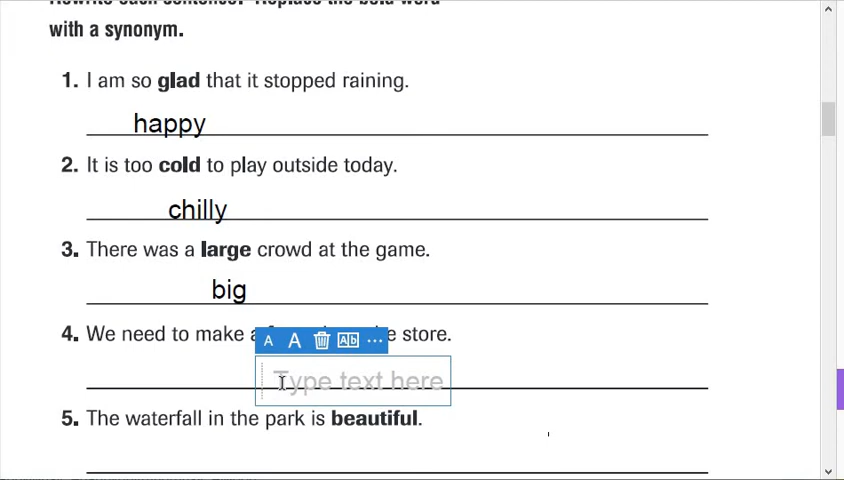 with a synonym.
1. I am so glad that it stopped raining.
happy
2. It is too cold to play outside today.
chilly
3. There was a large crowd at the game.
big
4. We need to make a store.
A A Ab ...
Type text here
5. The waterfall in the park is beautiful.